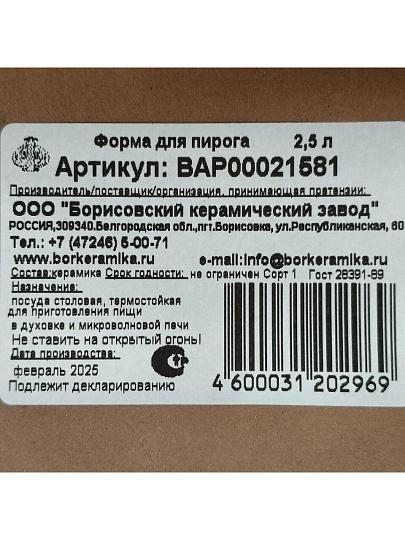 Форма для пирога 2,5 л
Артикул: ВАР00021581
Производитель/поставщик/организация, принимающая претензии:
ООО "Борисовский керамический завод"
РОССИЯ,309340.Белгородская обл.,пгт.Борисовка, ул.Республиканская, 60
Тел.: +7 (47246) 5-00-71
www.borkeramika.ru e-mail:info@borkeramika.ru
Состав:керамика Срок годности: не ограничен Сорт 1 Гост 28391-89
Назначение:
посуда столовая, термостойкая
для приготовления пищи
в духовке и микроволновой печи
Не ставить на открытый огонь!
Дата производства:
февраль 2025
Подлежит декларированию
4 600031 202969